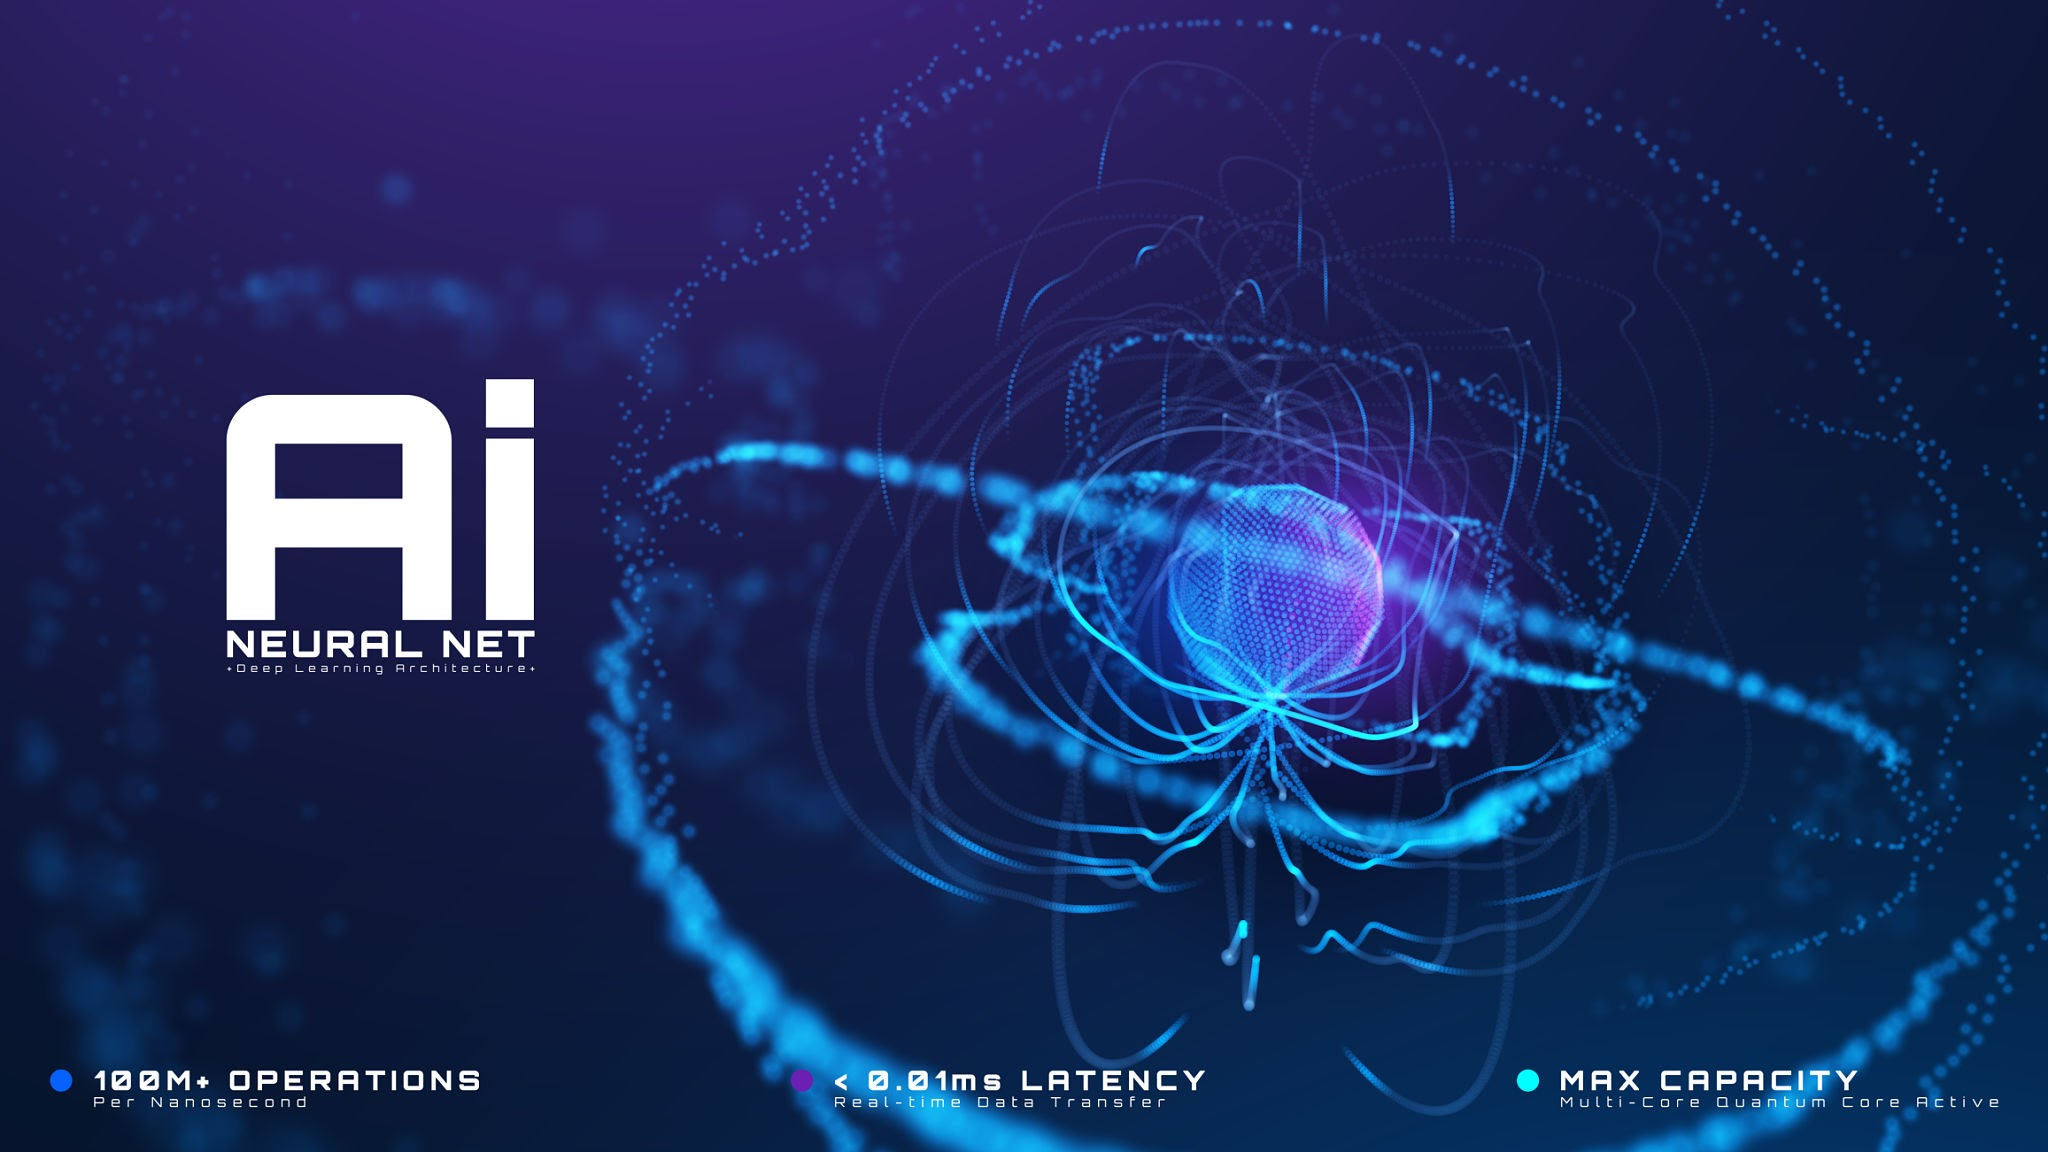 Ai
NEURAL NET
+Deep Learning Architecture+
100M+ OPERATIONS
Per Nanosecond
< 0.01ms LATENCY
Real-time Data Transfer
MAX CAPACITY
Multi-Core Quantum Core Active